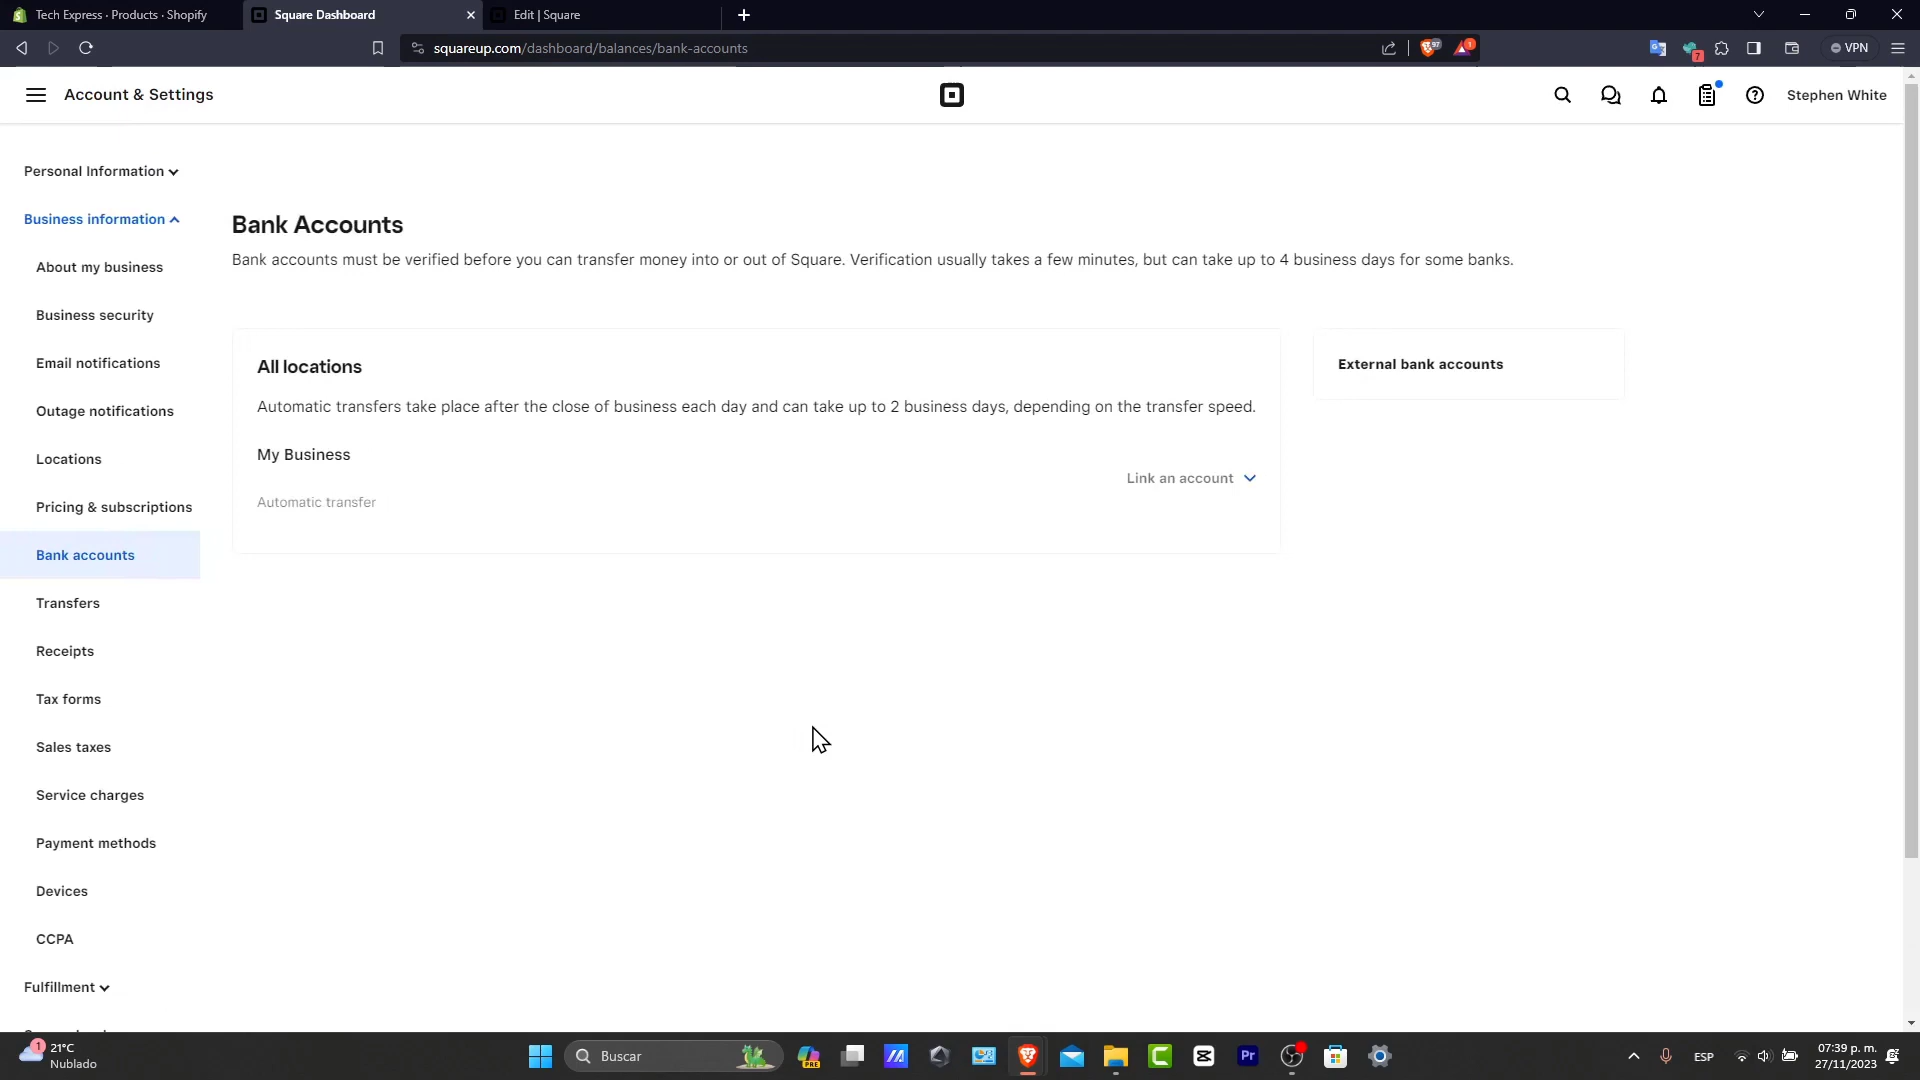 Tech Express · Products · Shopify
Square Dashboard
Edit | Square
squareup.com/dashboard/balances/bank-accounts
97
1
7
VPN
Account & Settings
Stephen White
Personal Information
Business information
About my business
Business security
Email notifications
Outage notifications
Locations
Pricing & subscriptions
Bank accounts
Transfers
Receipts
Tax forms
Sales taxes
Service charges
Payment methods
Devices
CCPA
Fulfillment
Bank Accounts
Bank accounts must be verified before you can transfer money into or out of Square. Verification usually takes a few minutes, but can take up to 4 business days for some banks.
All locations
Automatic transfers take place after the close of business each day and can take up to 2 business days, depending on the transfer speed.
My Business
Link an account
Automatic transfer
External bank accounts
1
21°C
Nublado
Buscar
PRE
Pr
ESP
07:39 p. m.
27/11/2023